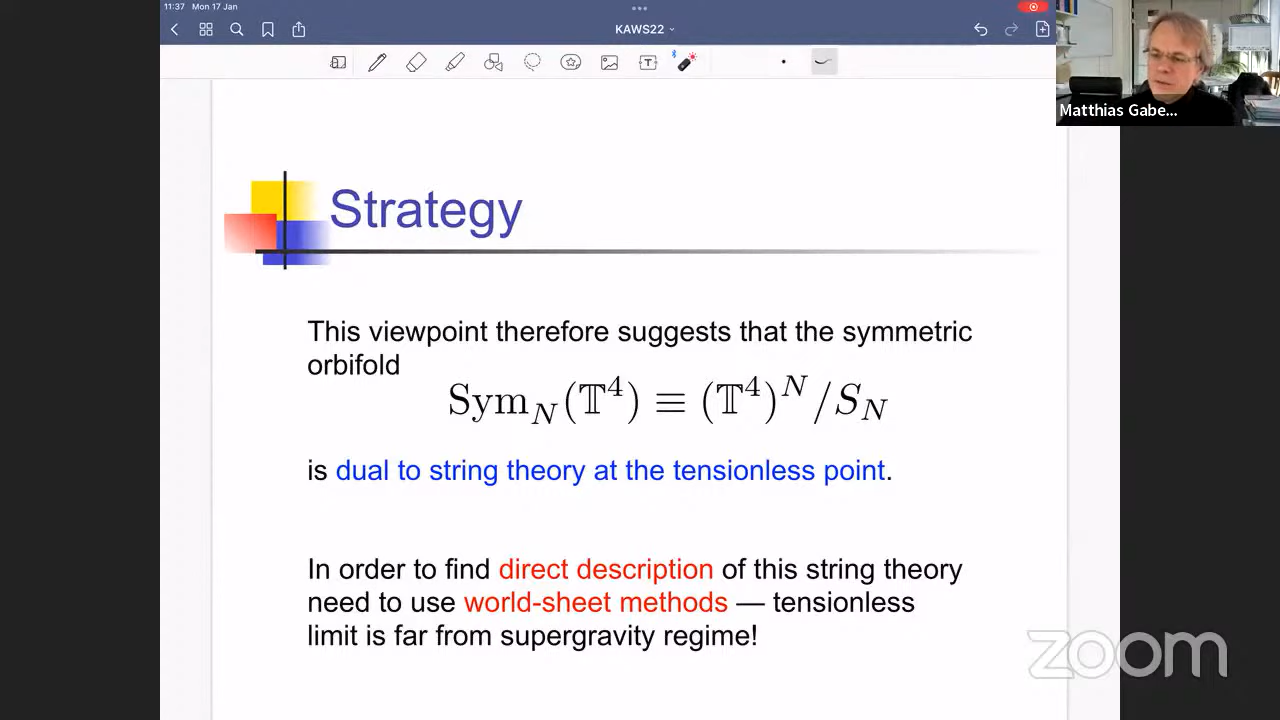 11:37 Mon 17 Jan
KAWS22
Matthias Gabe...
Strategy
This viewpoint therefore suggests that the symmetric
orbifold
Sym_N(𝕋⁴) ≡ (𝕋⁴)^N / S_N
is dual to string theory at the tensionless point.
In order to find direct description of this string theory
need to use world-sheet methods — tensionless
limit is far from supergravity regime!
zoom